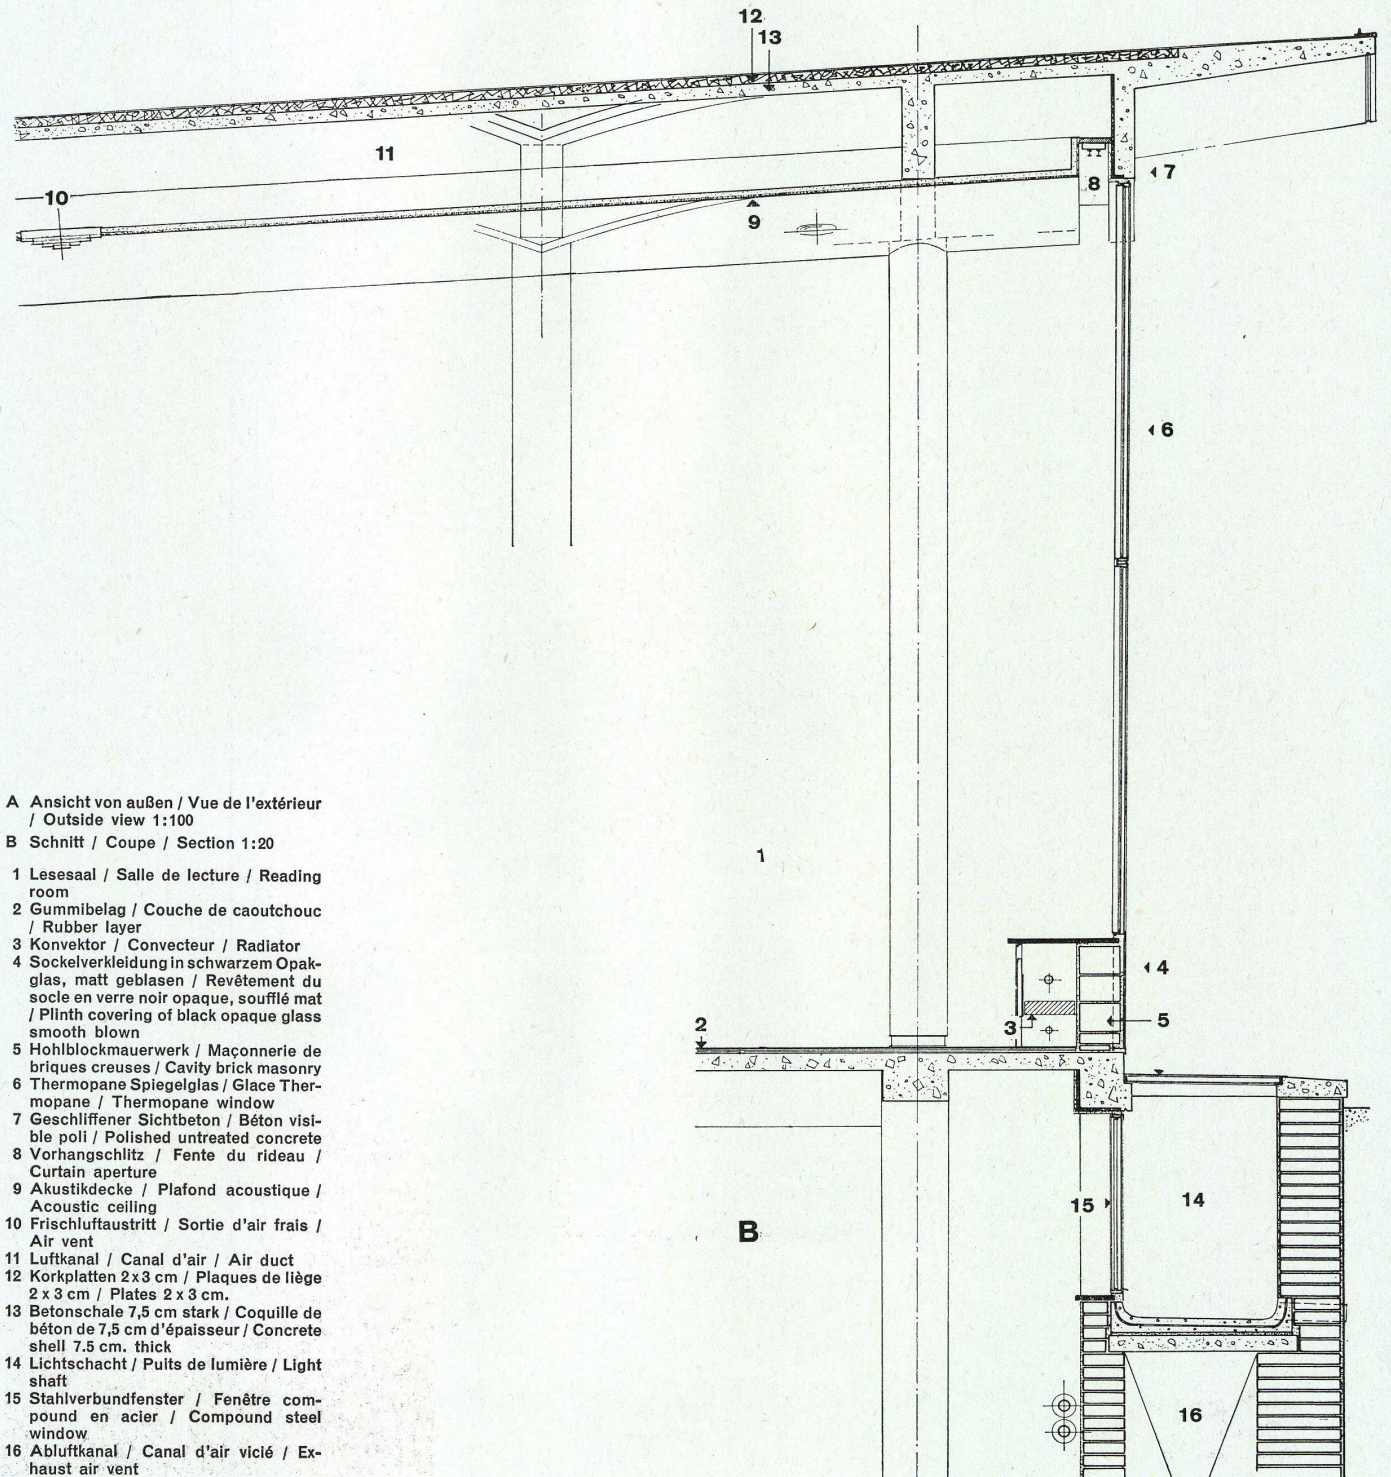 12
13
11
10
9
8
7
6
1
4
2
3
5
15
14
B
16
A Ansicht von außen / Vue de l'extérieur
/ Outside view 1:100
B Schnitt / Coupe / Section 1:20
1 Lesesaal / Salle de lecture / Reading
room
2 Gummibelag / Couche de caoutchouc
/ Rubber layer
3 Konvektor / Convecteur / Radiator
4 Sockelverkleidung in schwarzem Opak-
glas, matt geblasen / Revêtement du
socle en verre noir opaque, soufflé mat
/ Plinth covering of black opaque glass
smooth blown
5 Hohlblockmauerwerk / Maçonnerie de
briques creuses / Cavity brick masonry
6 Thermopane Spiegelglas / Glace Ther-
mopane / Thermopane window
7 Geschliffener Sichtbeton / Béton visi-
ble poli / Polished untreated concrete
8 Vorhangschlitz / Fente du rideau /
Curtain aperture
9 Akustikdecke / Plafond acoustique /
Acoustic ceiling
10 Frischluftaustritt / Sortie d'air frais /
Air vent
11 Luftkanal / Canal d'air / Air duct
12 Korkplatten 2x3 cm / Plaques de liège
2 x 3 cm / Plates 2 x 3 cm.
13 Betonschale 7,5 cm stark / Coquille de
béton de 7,5 cm d'épaisseur / Concrete
shell 7.5 cm. thick
14 Lichtschacht / Puits de lumière / Light
shaft
15 Stahlverbundfenster / Fenêtre com-
pound en acier / Compound steel
window
16 Abluftkanal / Canal d'air vicié / Ex-
haust air vent